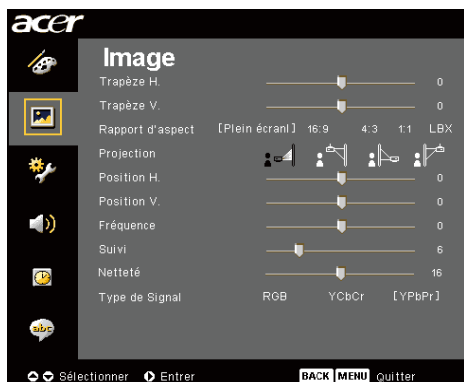 acer
Image
Trapèze H. 0
Trapèze V. 0
Rapport d'aspect [Plein écranl] 16:9 4:3 1:1 LBX
Projection
Position H. 0
Position V. 0
Fréquence 0
Suivi 6
Netteté 16
Type de Signal RGB YCbCr [YPbPr]
abc
Sélectionner Entrer BACK MENU Quitter